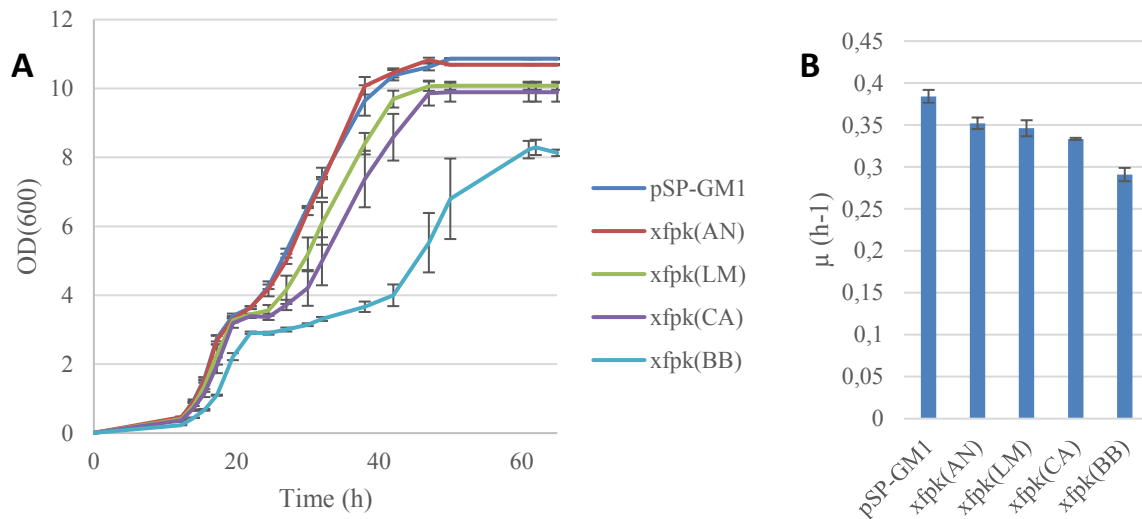 A
OD(600)
12
10
8
6
4
2
0
0
20
40
60
Time (h)
pSP-GM1
xfpk(AN)
xfpk(LM)
xfpk(CA)
xfpk(BB)
B
µ (h-1)
0,45
0,4
0,35
0,3
0,25
0,2
0,15
0,1
0,05
0
pSP-GM1
xfpk(AN)
xfpk(LM)
xfpk(CA)
xfpk(BB)